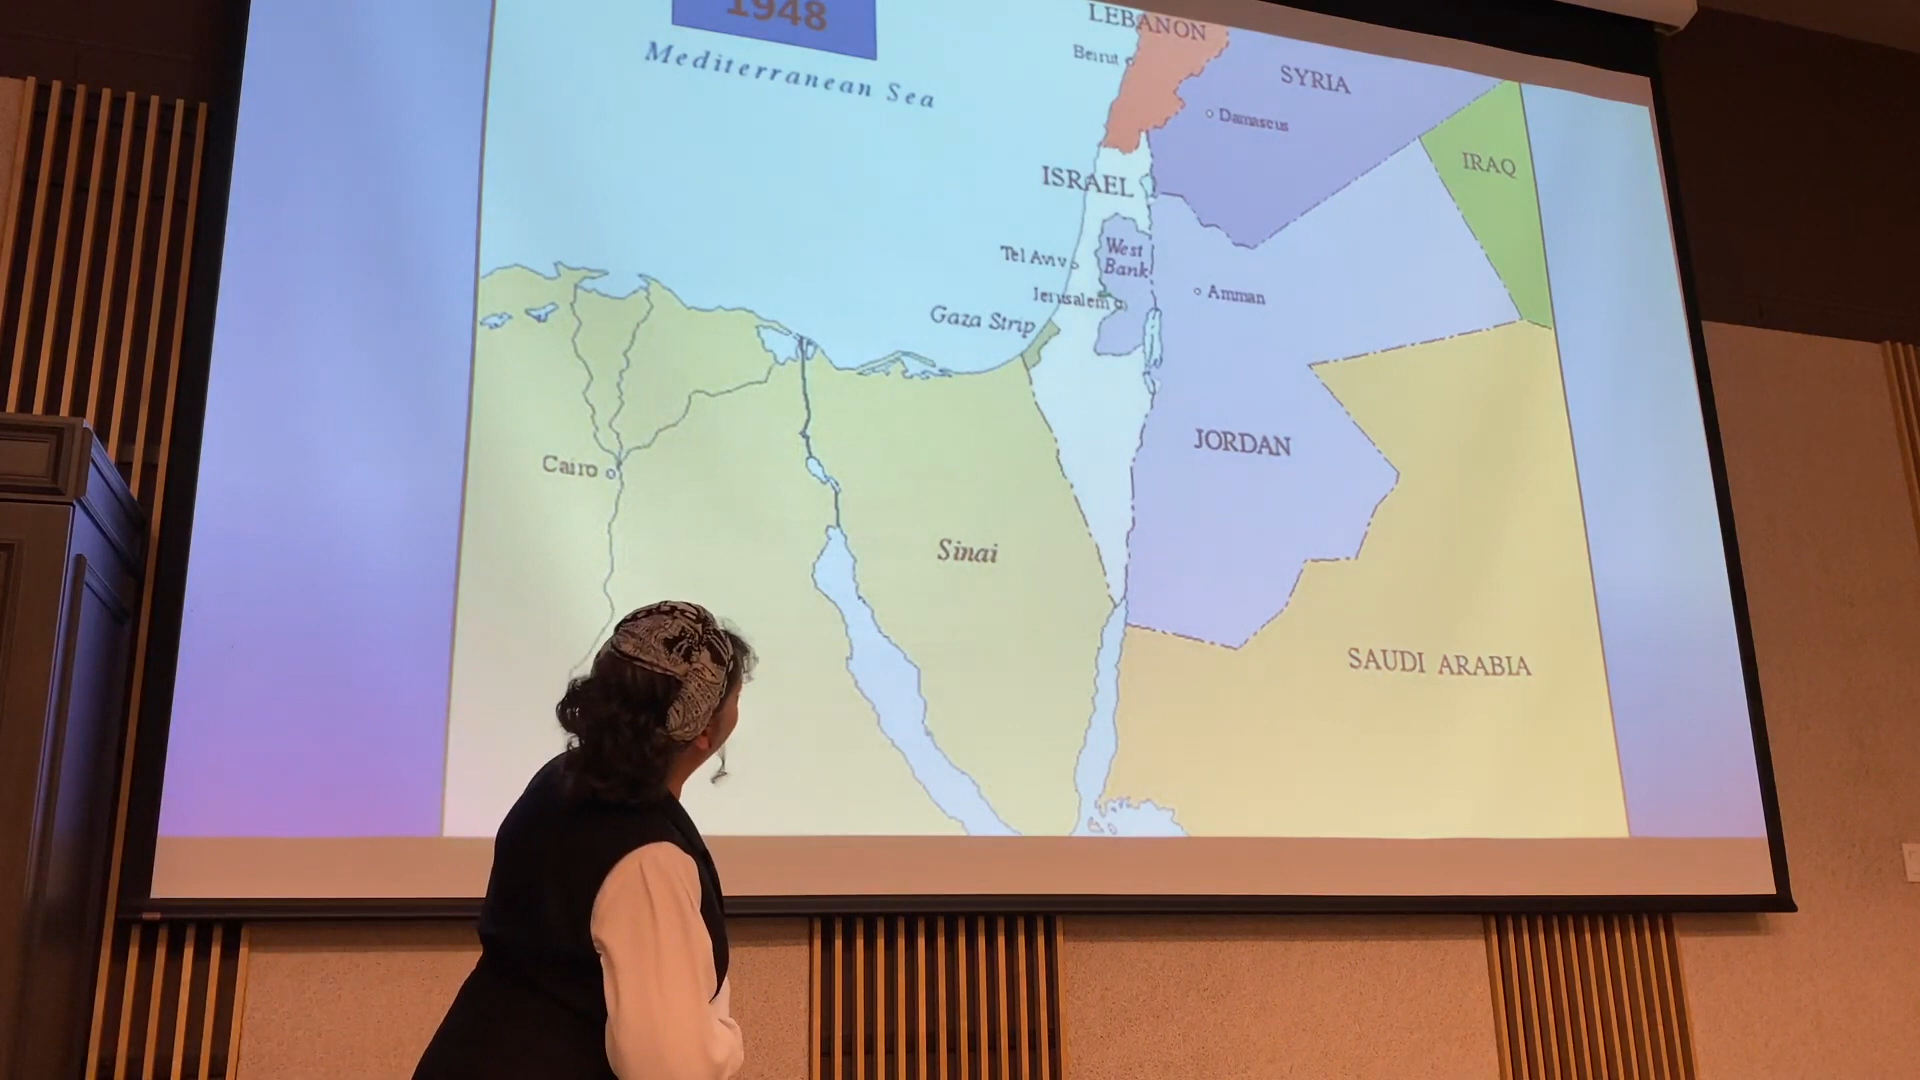 1948
Mediterranean Sea
LEBANON
Beirut
SYRIA
Damascus
IRAQ
ISRAEL
West
Bank
Tel Aviv
Jerusalem
Amman
Gaza Strip
JORDAN
Cairo
Sinai
SAUDI ARABIA